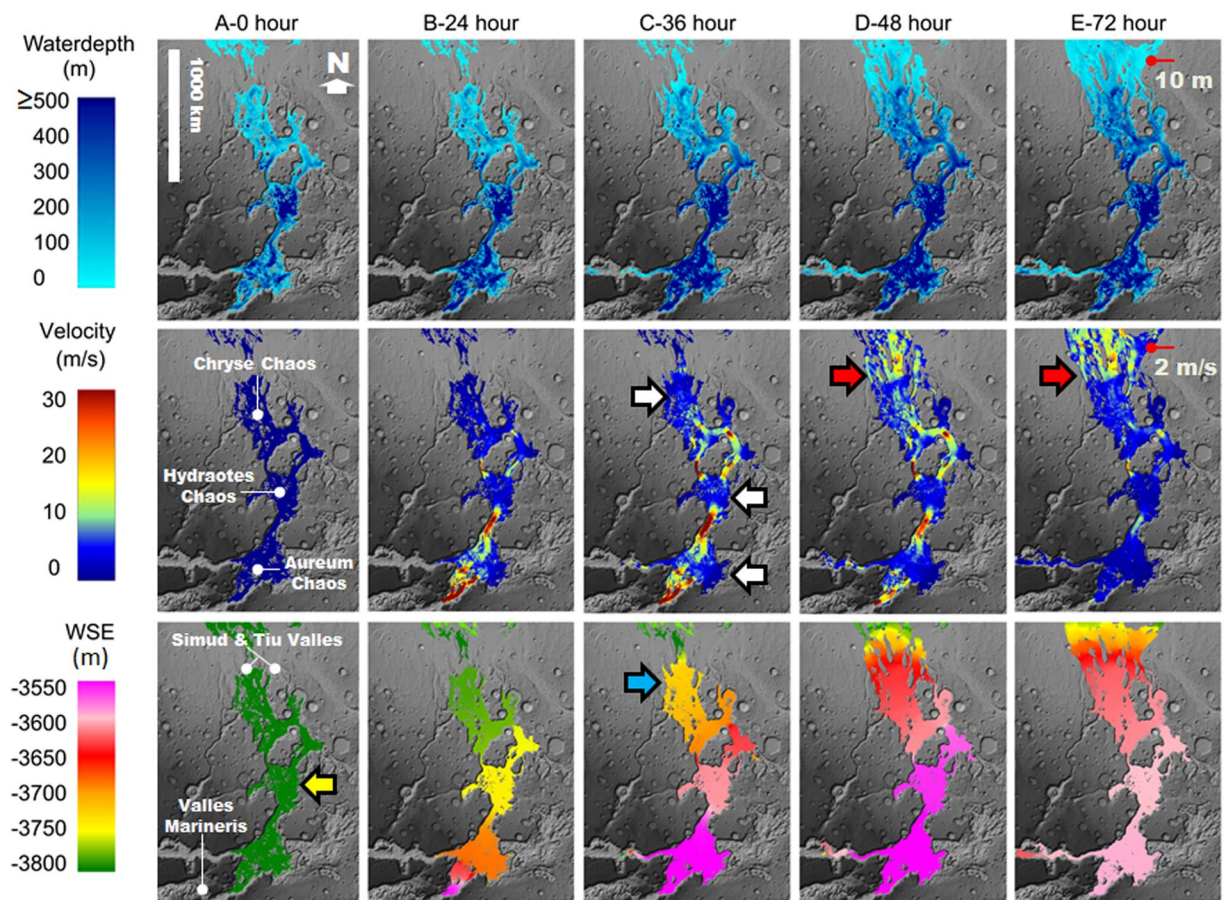 A-0 hour
B-24 hour
C-36 hour
D-48 hour
E-72 hour
Waterdepth
(m)
≥500
400
300
200
100
0
1000 km
N
10 m
Velocity
(m/s)
30
20
10
0
Chryse Chaos
Hydraotes
Chaos
Aureum
Chaos
2 m/s
WSE
(m)
-3550
-3600
-3650
-3700
-3750
-3800
Simud & Tiu Valles
Valles
Marineris